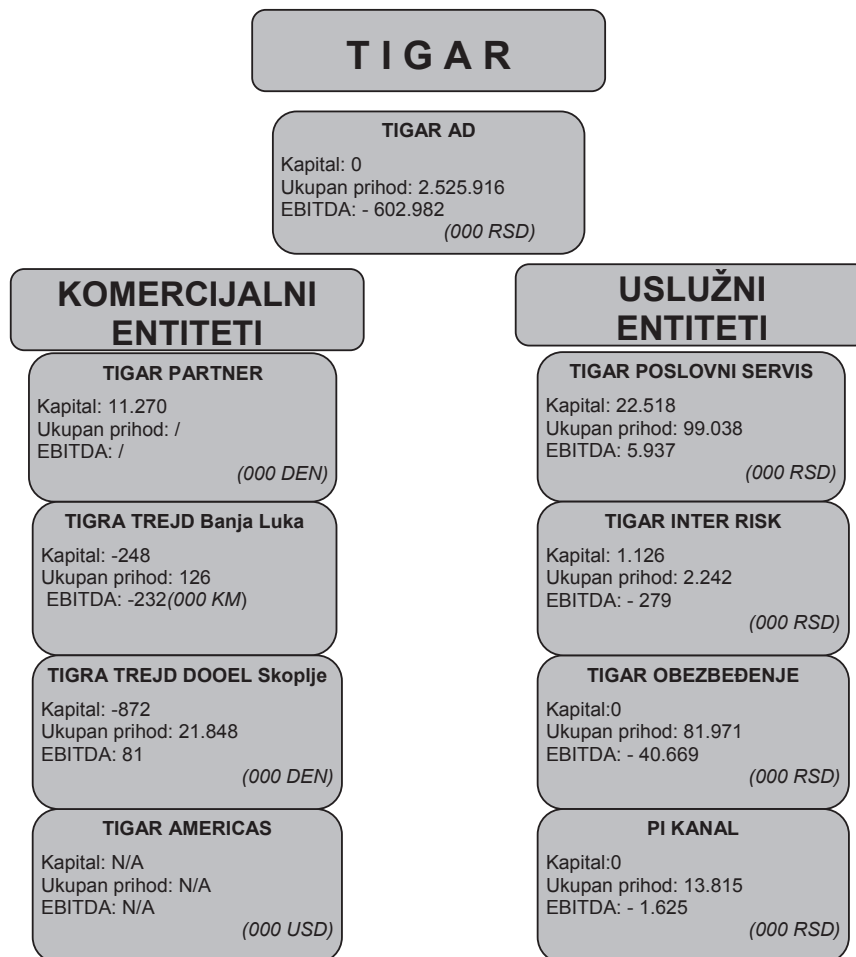 T I G A R
TIGAR AD
Kapital: 0
Ukupan prihod: 2.525.916
EBITDA: - 602.982
(000 RSD)
KOMERCIJALNI
ENTITETI
TIGAR PARTNER
Kapital: 11.270
Ukupan prihod: /
EBITDA: /
(000 DEN)
TIGRA TREJD Banja Luka
Kapital: -248
Ukupan prihod: 126
EBITDA: -232(000 KM)
TIGRA TREJD DOOEL Skoplje
Kapital: -872
Ukupan prihod: 21.848
EBITDA: 81
(000 DEN)
TIGAR AMERICAS
Kapital: N/A
Ukupan prihod: N/A
EBITDA: N/A
(000 USD)
USLUŽNI
ENTITETI
TIGAR POSLOVNI SERVIS
Kapital: 22.518
Ukupan prihod: 99.038
EBITDA: 5.937
(000 RSD)
TIGAR INTER RISK
Kapital: 1.126
Ukupan prihod: 2.242
EBITDA: - 279
(000 RSD)
TIGAR OBEZBEĐENJE
Kapital:0
Ukupan prihod: 81.971
EBITDA: - 40.669
(000 RSD)
PI KANAL
Kapital:0
Ukupan prihod: 13.815
EBITDA: - 1.625
(000 RSD)